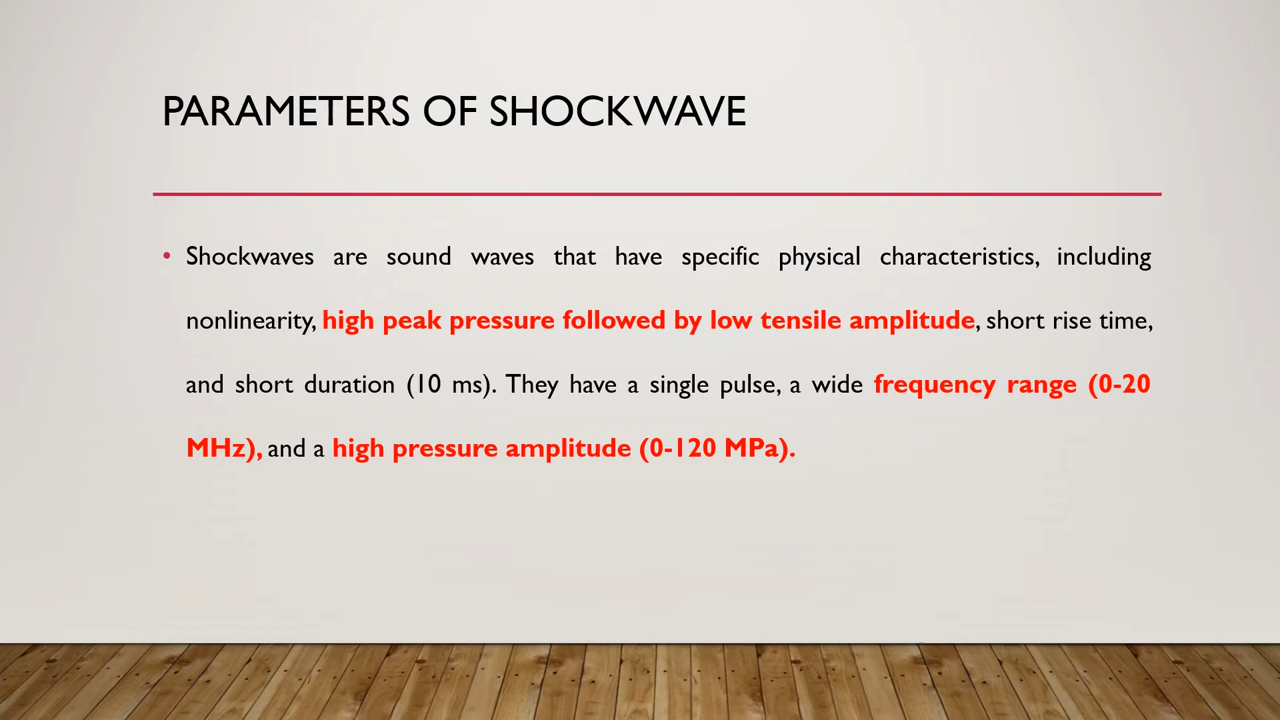 PARAMETERS OF SHOCKWAVE
• Shockwaves are sound waves that have specific physical characteristics, including
nonlinearity, high peak pressure followed by low tensile amplitude, short rise time,
and short duration (10 ms). They have a single pulse, a wide frequency range (0-20
MHz), and a high pressure amplitude (0-120 MPa).